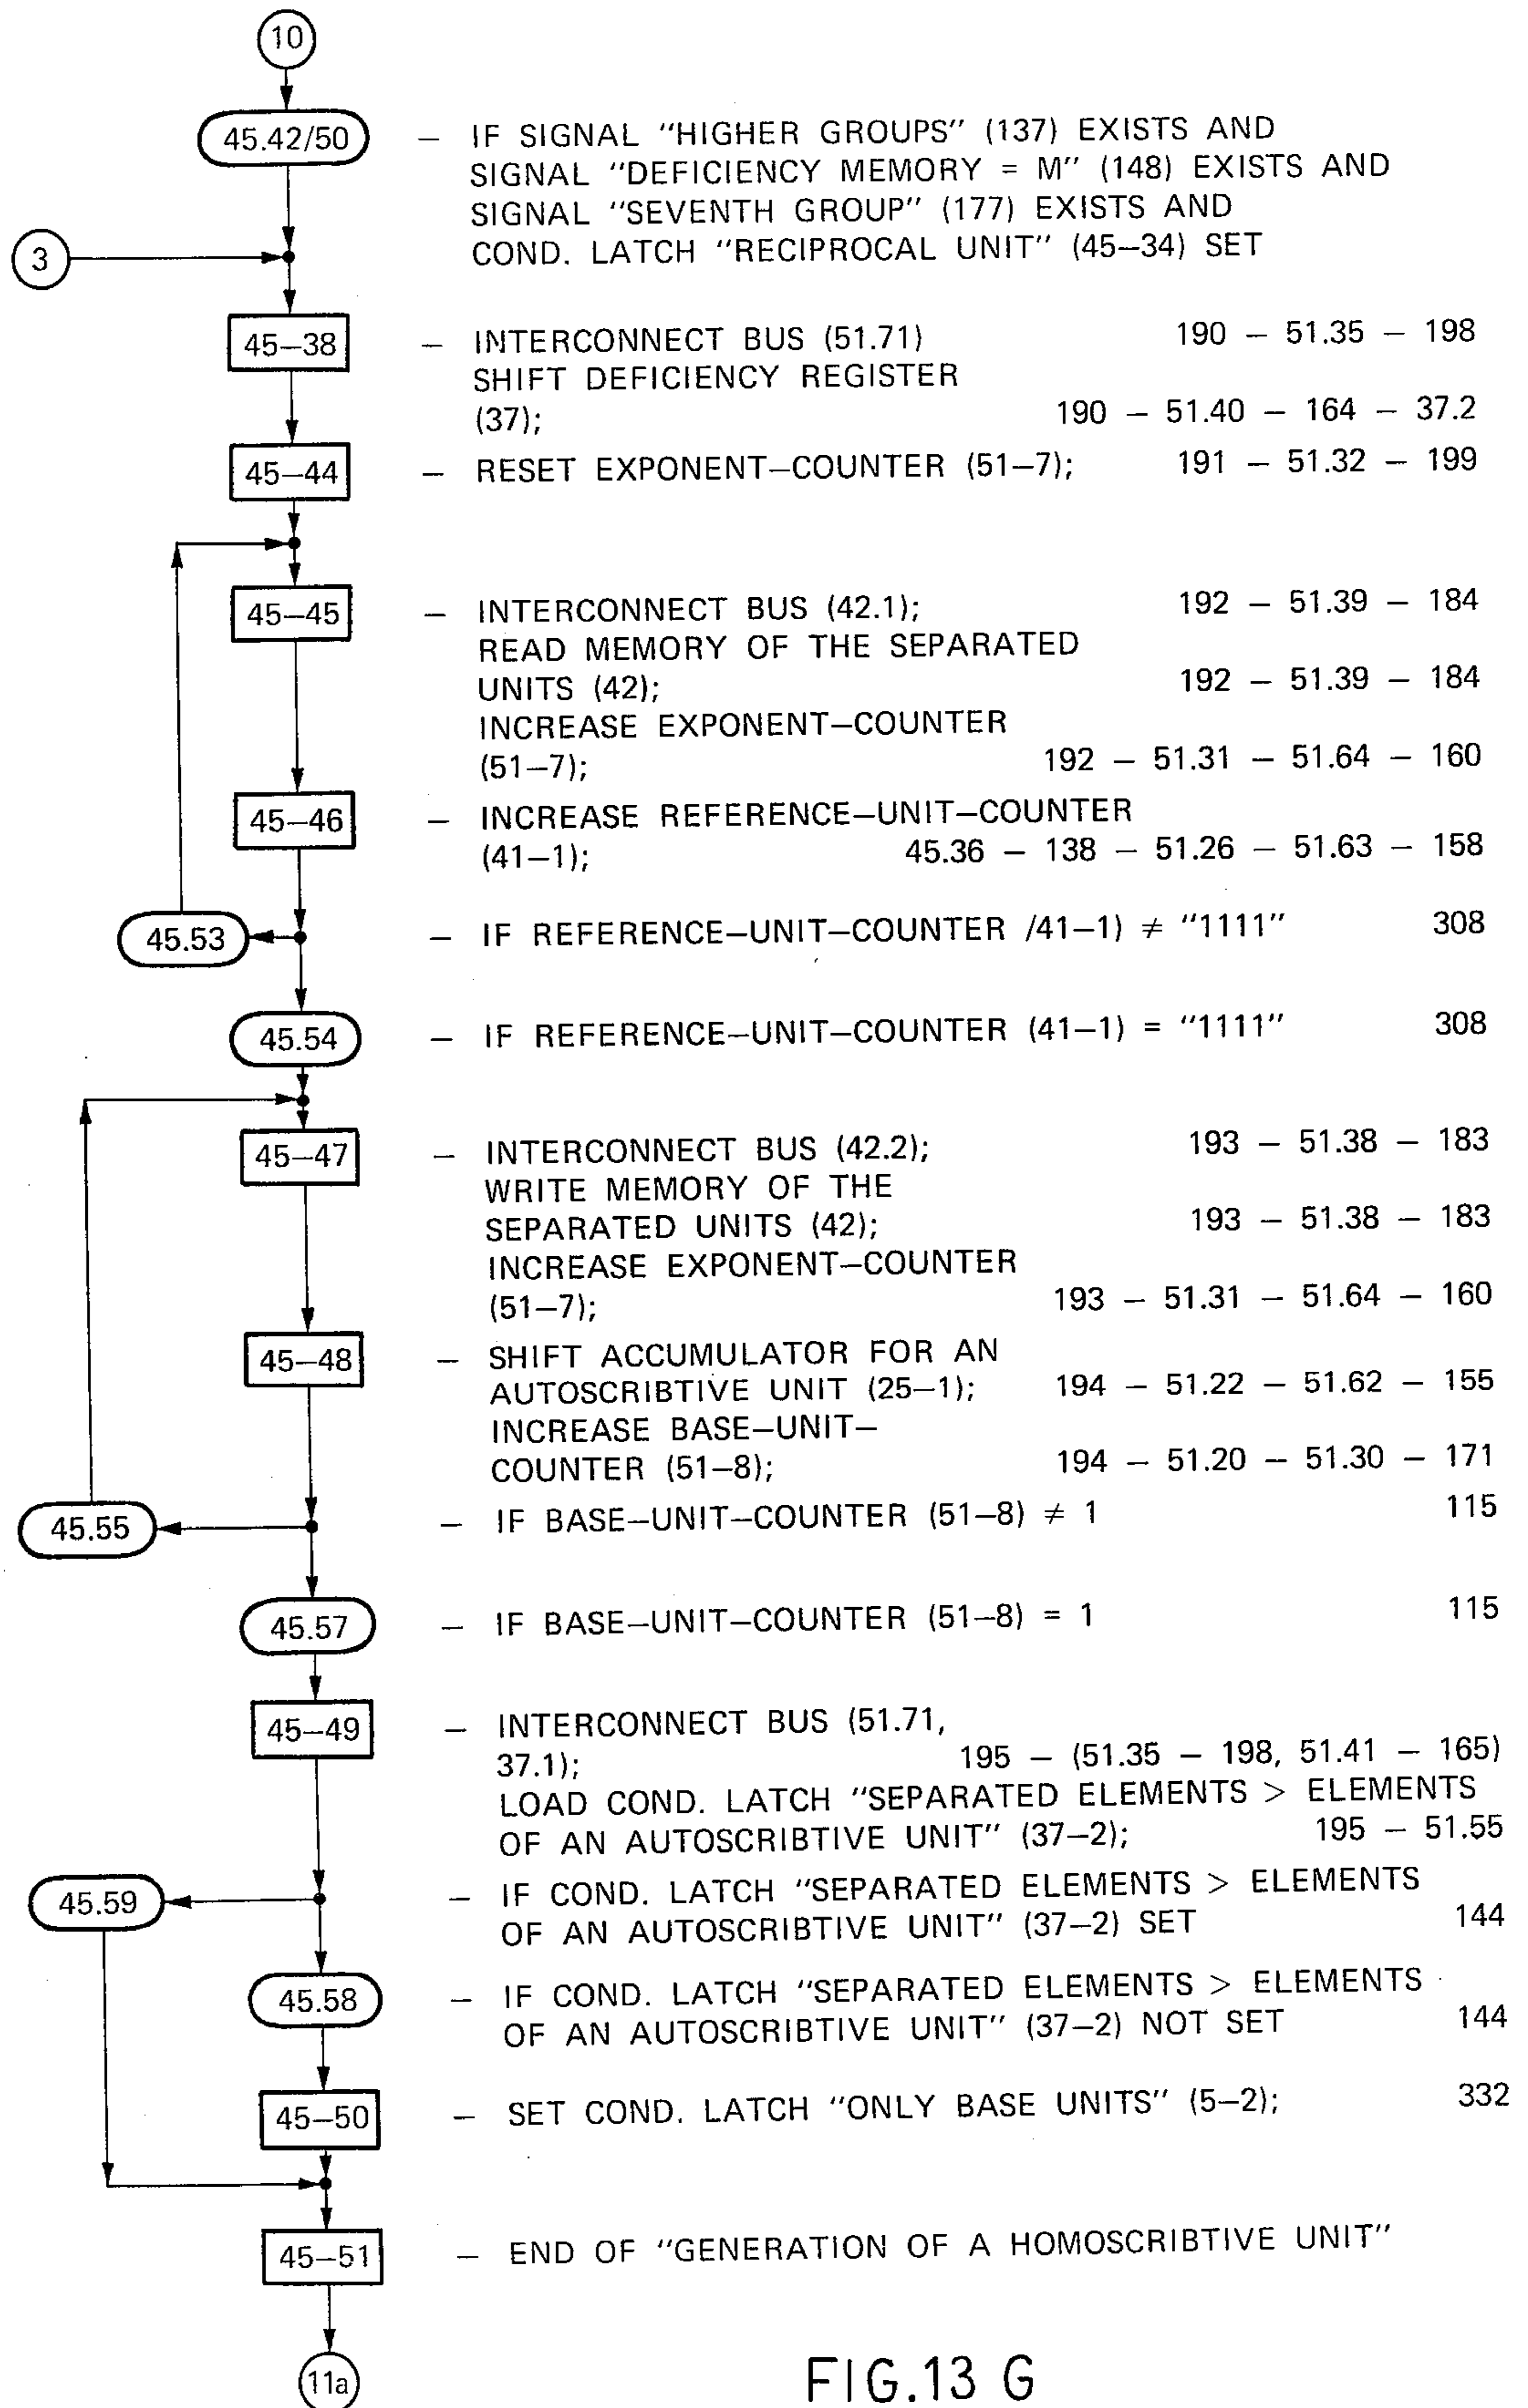 10
45.42/50 – IF SIGNAL "HIGHER GROUPS" (137) EXISTS AND
SIGNAL "DEFICIENCY MEMORY = M" (148) EXISTS AND
SIGNAL "SEVENTH GROUP" (177) EXISTS AND
3 COND. LATCH "RECIPROCAL UNIT" (45–34) SET
45–38 – INTERCONNECT BUS (51.71) 190 – 51.35 – 198
SHIFT DEFICIENCY REGISTER
(37); 190 – 51.40 – 164 – 37.2
45–44 – RESET EXPONENT–COUNTER (51–7); 191 – 51.32 – 199
45–45 – INTERCONNECT BUS (42.1); 192 – 51.39 – 184
READ MEMORY OF THE SEPARATED
UNITS (42); 192 – 51.39 – 184
INCREASE EXPONENT–COUNTER
(51–7); 192 – 51.31 – 51.64 – 160
45–46 – INCREASE REFERENCE–UNIT–COUNTER
(41–1); 45.36 – 138 – 51.26 – 51.63 – 158
45.53 – IF REFERENCE–UNIT–COUNTER /41–1) ≠ "1111" 308
45.54 – IF REFERENCE–UNIT–COUNTER (41–1) = "1111" 308
45–47 – INTERCONNECT BUS (42.2); 193 – 51.38 – 183
WRITE MEMORY OF THE
SEPARATED UNITS (42); 193 – 51.38 – 183
INCREASE EXPONENT–COUNTER
(51–7); 193 – 51.31 – 51.64 – 160
45–48 – SHIFT ACCUMULATOR FOR AN
AUTOSCRIBTIVE UNIT (25–1); 194 – 51.22 – 51.62 – 155
INCREASE BASE–UNIT–
COUNTER (51–8); 194 – 51.20 – 51.30 – 171
45.55 – IF BASE–UNIT–COUNTER (51–8) ≠ 1 115
45.57 – IF BASE–UNIT–COUNTER (51–8) = 1 115
45–49 – INTERCONNECT BUS (51.71,
37.1); 195 – (51.35 – 198, 51.41 – 165)
LOAD COND. LATCH "SEPARATED ELEMENTS > ELEMENTS
OF AN AUTOSCRIBTIVE UNIT" (37–2); 195 – 51.55
45.59 – IF COND. LATCH "SEPARATED ELEMENTS > ELEMENTS
OF AN AUTOSCRIBTIVE UNIT" (37–2) SET 144
45.58 – IF COND. LATCH "SEPARATED ELEMENTS > ELEMENTS
OF AN AUTOSCRIBTIVE UNIT" (37–2) NOT SET 144
45–50 – SET COND. LATCH "ONLY BASE UNITS" (5–2); 332
45–51 – END OF "GENERATION OF A HOMOSCRIBTIVE UNIT"
11a
FIG.13 G